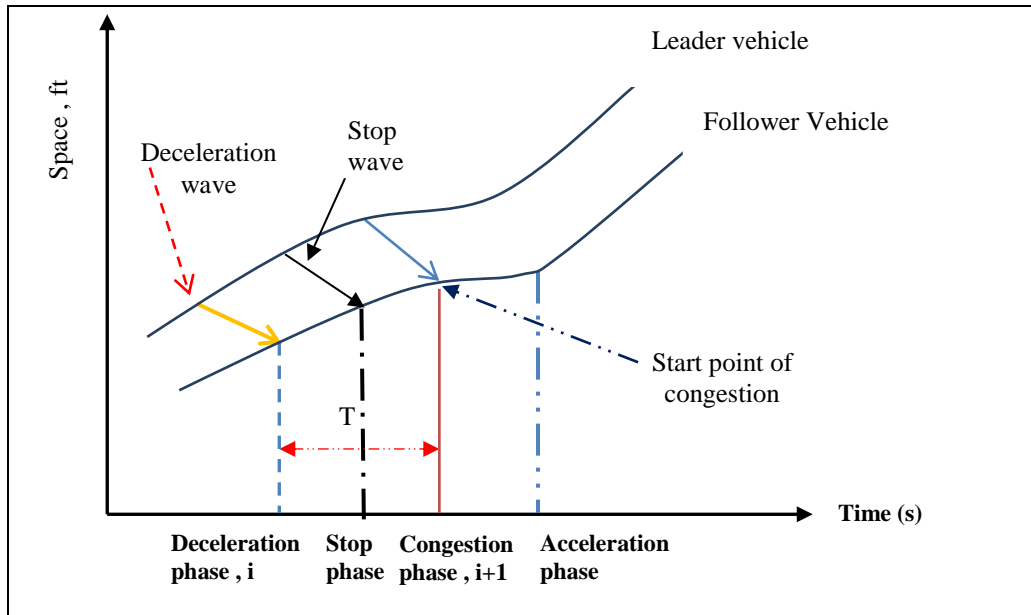 Leader vehicle
Follower Vehicle
Space , ft
Stop
wave
Deceleration
wave
Start point of
congestion
T
Time (s)
Deceleration
phase , i
Stop
phase
Congestion
phase , i+1
Acceleration
phase